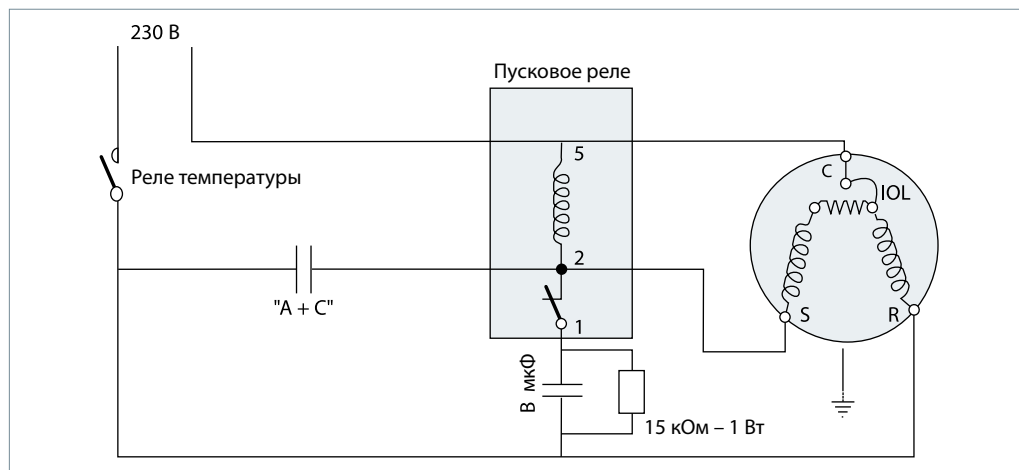 230 В
Пусковое реле
5
C
IOL
Реле температуры
2
"А + С"
S
R
1
В мкФ
15 кОм – 1 Вт